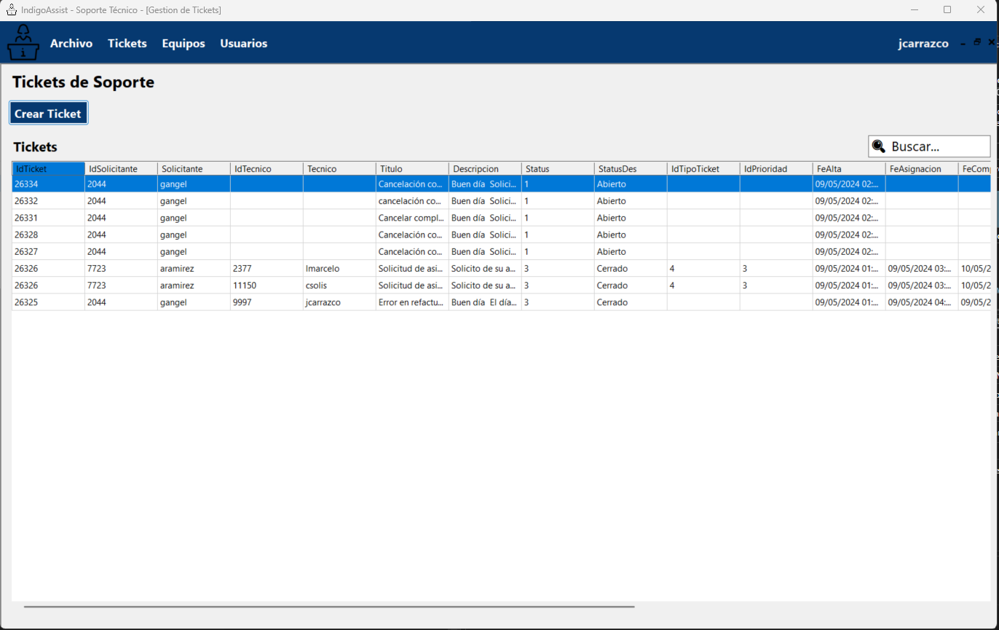 IndigoAssist - Soporte Técnico - [Gestion de Tickets]
Archivo Tickets Equipos Usuarios jcarrazco
Tickets de Soporte
Crear Ticket
Tickets Buscar...
IdTicket IdSolicitante Solicitante IdTecnico Tecnico Titulo Descripcion Status StatusDes IdTipoTicket IdPrioridad FeAlta FeAsignacion FeComp
26334 2044 gangel Cancelación co... Buen día Solici... 1 Abierto 09/05/2024 02:...
26332 2044 gangel cancelación co... Buen día Solici... 1 Abierto 09/05/2024 02:...
26331 2044 gangel Cancelar compl... Buen día Solici... 1 Abierto 09/05/2024 02:...
26328 2044 gangel Cancelación co... Buen día Solici... 1 Abierto 09/05/2024 02:...
26327 2044 gangel Cancelación co... Buen día Solici... 1 Abierto 09/05/2024 02:...
26326 7723 aramirez 2377 lmarcelo Solicitud de asi... Solicito de su a... 3 Cerrado 4 3 09/05/2024 01:... 09/05/2024 03:... 10/05/2
26326 7723 aramirez 11150 csolis Solicitud de asi... Solicito de su a... 3 Cerrado 4 3 09/05/2024 01:... 09/05/2024 03:... 10/05/2
26325 2044 gangel 9997 jcarrazco Error en refactu... Buen día El día... 3 Cerrado 09/05/2024 01:... 09/05/2024 04:... 09/05/2